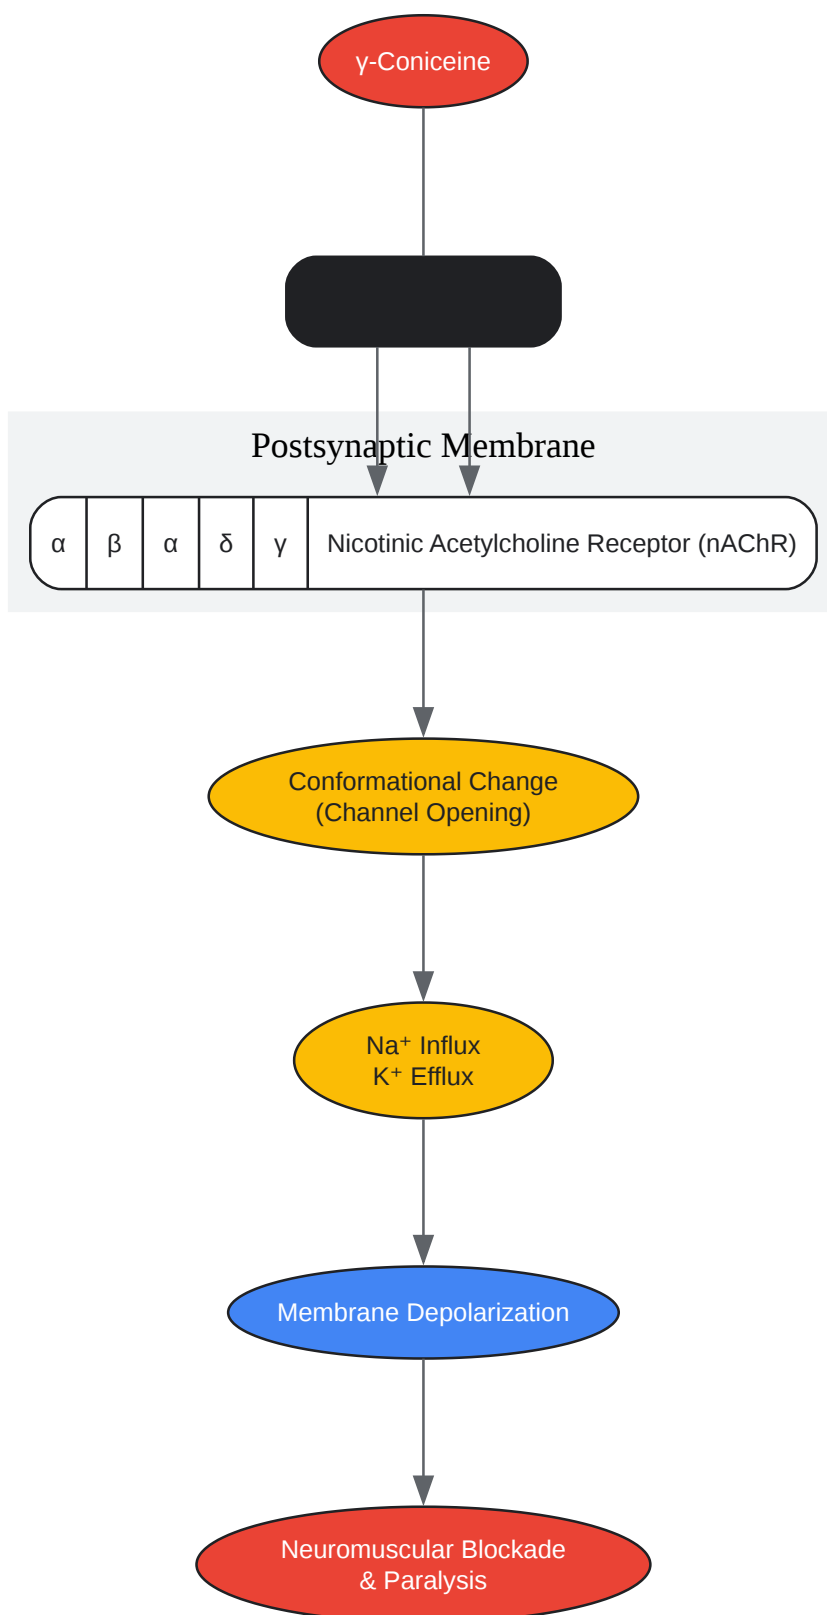 γ-Coniceine
Postsynaptic Membrane
α
β
α
δ
γ
Nicotinic Acetylcholine Receptor (nAChR)
Conformational Change
(Channel Opening)
Na⁺ Influx
K⁺ Efflux
Membrane Depolarization
Neuromuscular Blockade
& Paralysis